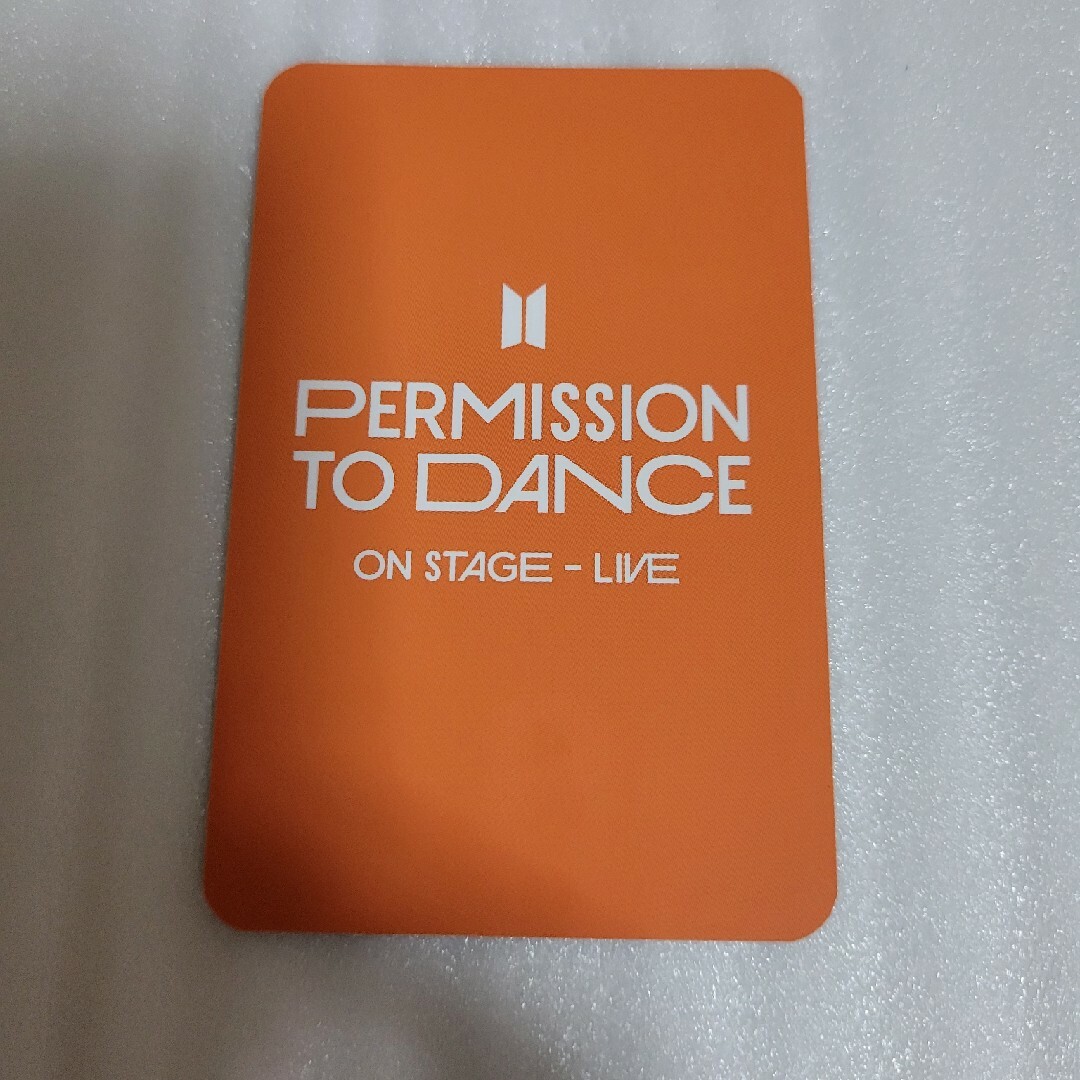 PERMISSION
TO DANCE
ON STAGE - LIVE